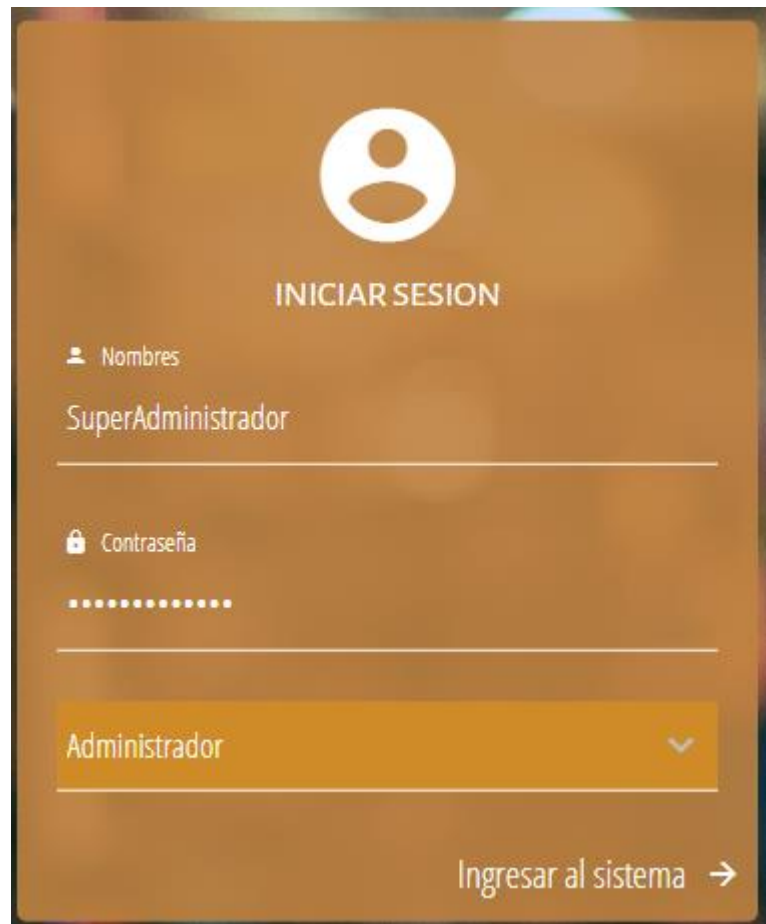 INICIAR SESION
Nombres
SuperAdministrador
Contraseña
•••••••••••••
Administrador
Ingresar al sistema